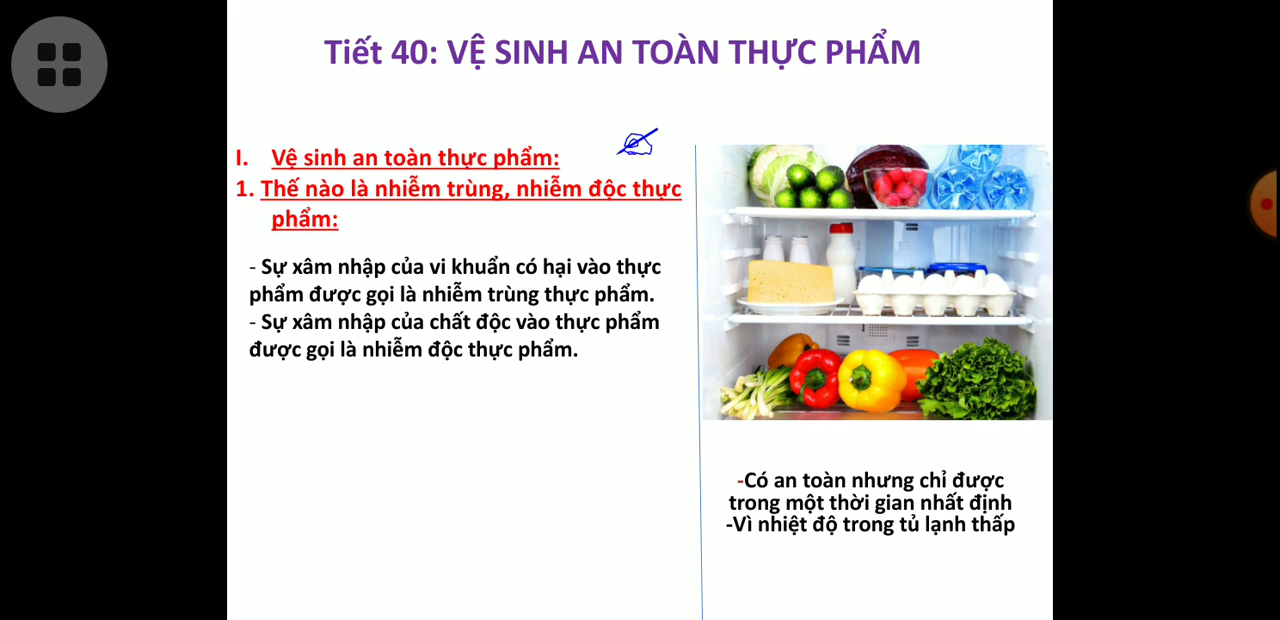 Tiết 40: VỆ SINH AN TOÀN THỰC PHẨM
I. Vệ sinh an toàn thực phẩm:
1. Thế nào là nhiễm trùng, nhiễm độc thực
phẩm:
- Sự xâm nhập của vi khuẩn có hại vào thực
phẩm được gọi là nhiễm trùng thực phẩm.
- Sự xâm nhập của chất độc vào thực phẩm
được gọi là nhiễm độc thực phẩm.
-Có an toàn nhưng chỉ được
trong một thời gian nhất định
-Vì nhiệt độ trong tủ lạnh thấp